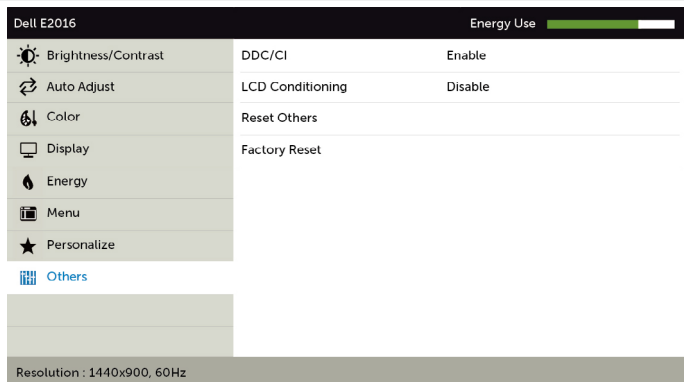 Dell E2016 Energy Use
Brightness/Contrast DDC/CI Enable
Auto Adjust LCD Conditioning Disable
Color Reset Others
Display Factory Reset
Energy
Menu
Personalize
Others
Resolution : 1440x900, 60Hz